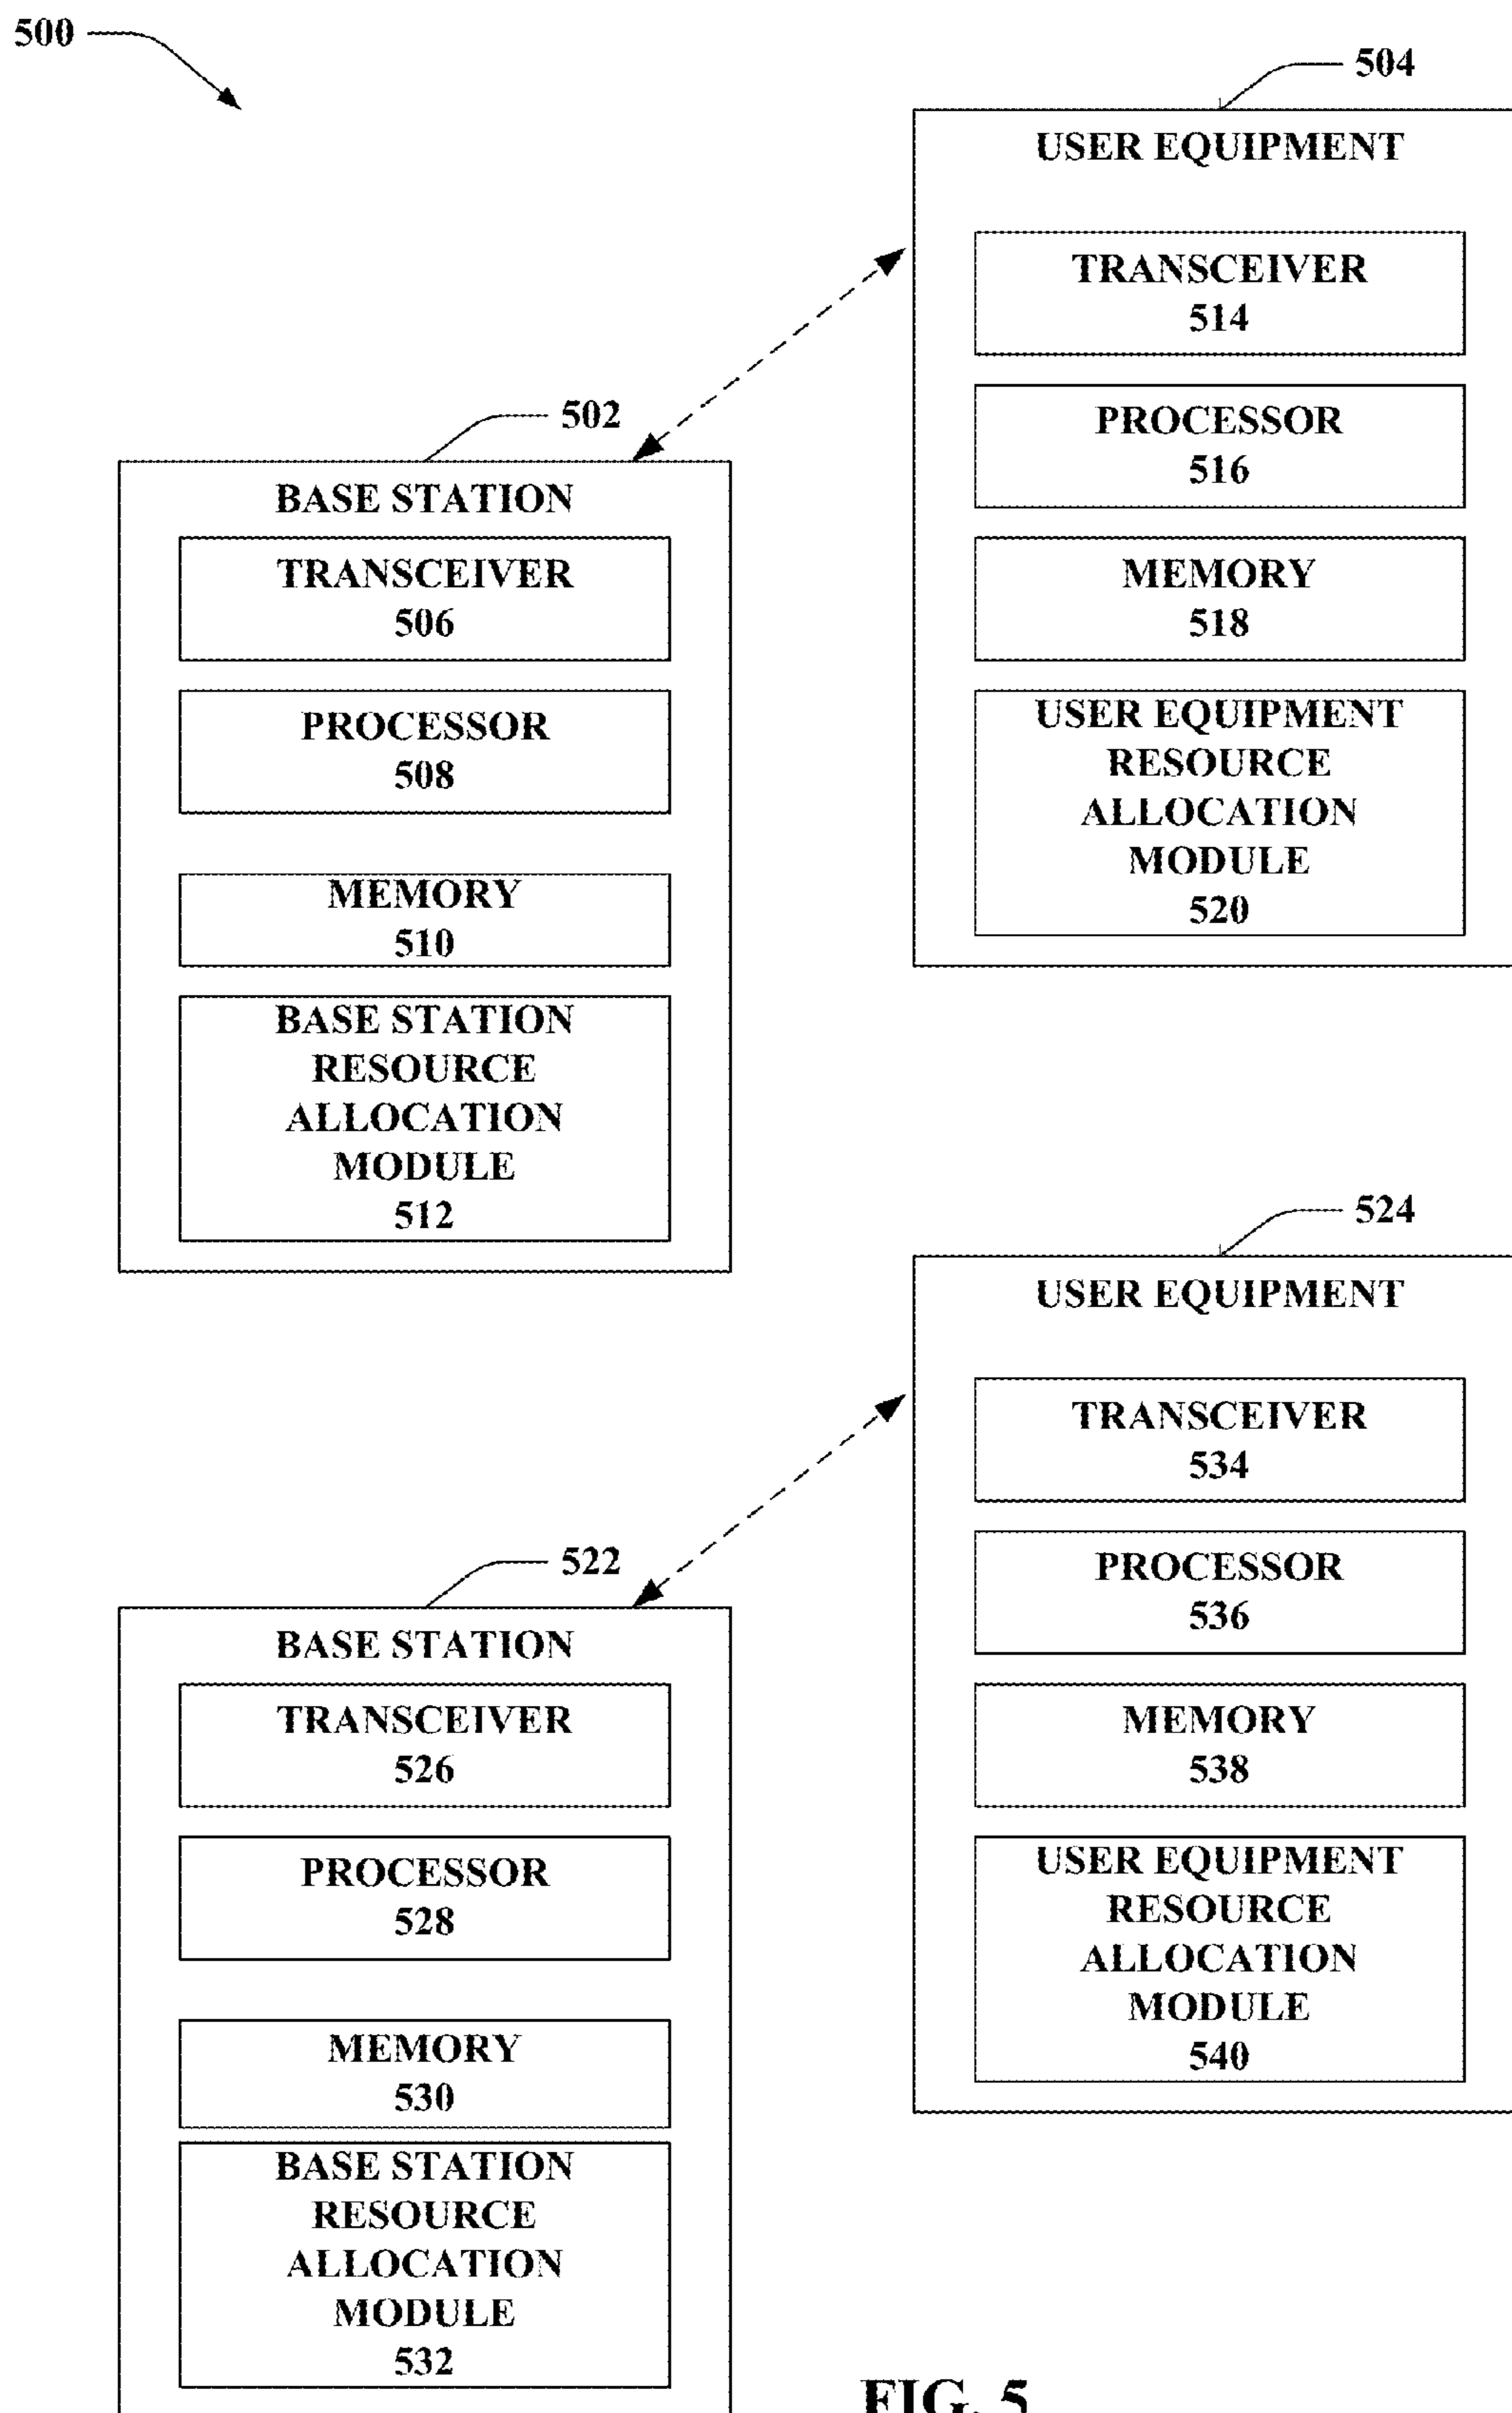 500
504
USER EQUIPMENT
TRANSCEIVER
514
PROCESSOR
516
MEMORY
518
USER EQUIPMENT
RESOURCE
ALLOCATION
MODULE
520
502
BASE STATION
TRANSCEIVER
506
PROCESSOR
508
MEMORY
510
BASE STATION
RESOURCE
ALLOCATION
MODULE
512
524
USER EQUIPMENT
TRANSCEIVER
534
PROCESSOR
536
MEMORY
538
USER EQUIPMENT
RESOURCE
ALLOCATION
MODULE
540
522
BASE STATION
TRANSCEIVER
526
PROCESSOR
528
MEMORY
530
BASE STATION
RESOURCE
ALLOCATION
MODULE
532
FIG. 5